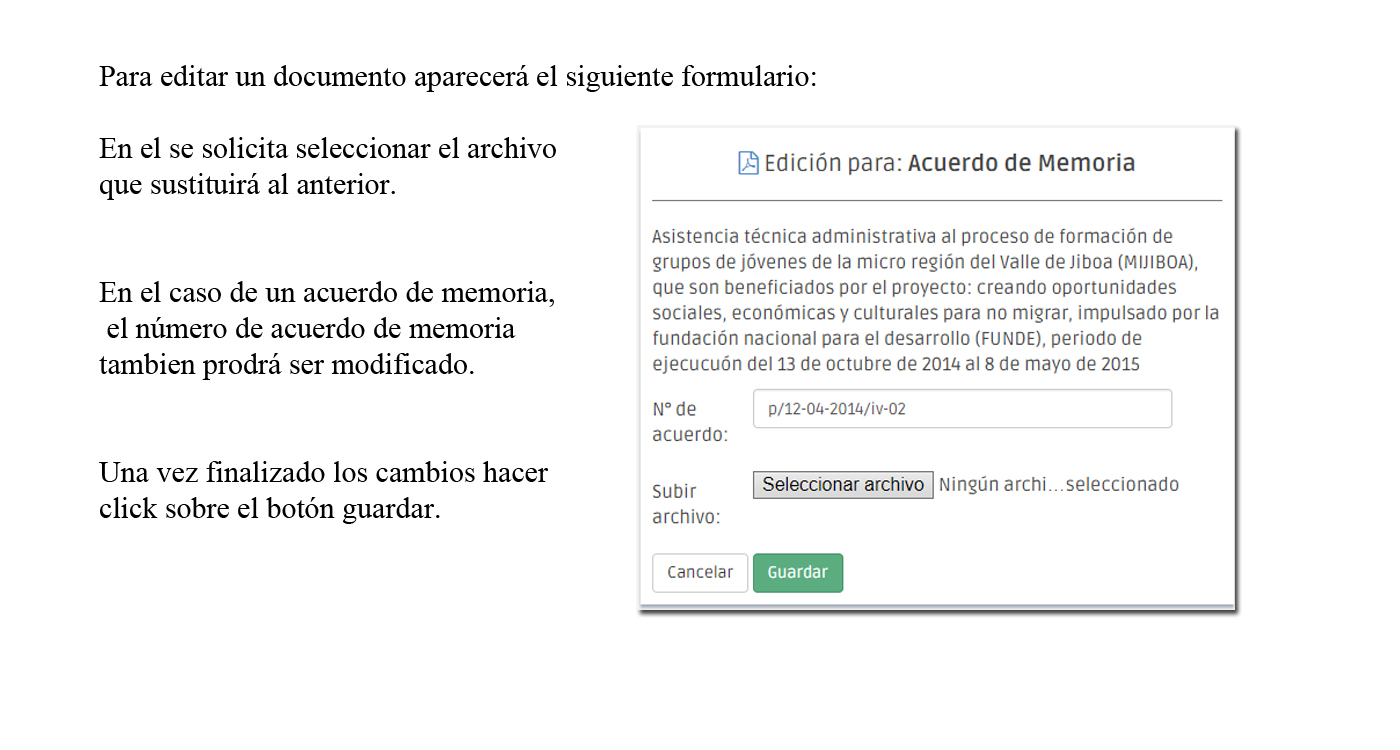 Para editar un documento aparecerá el siguiente formulario:
En el se solicita seleccionar el archivo
que sustituirá al anterior.
En el caso de un acuerdo de memoria,
el número de acuerdo de memoria
tambien prodrá ser modificado.
Una vez finalizado los cambios hacer
click sobre el botón guardar.
Edición para: Acuerdo de Memoria
Asistencia técnica administrativa al proceso de formación de
grupos de jóvenes de la micro región del Valle de Jiboa (MIJIBOA),
que son beneficiados por el proyecto: creando oportunidades
sociales, económicas y culturales para no migrar, impulsado por la
fundación nacional para el desarrollo (FUNDE), periodo de
ejecucuón del 13 de octubre de 2014 al 8 de mayo de 2015
N° de
acuerdo:
p/12-04-2014/iv-02
Subir
archivo:
Seleccionar archivo Ningún archi...seleccionado
Cancelar Guardar